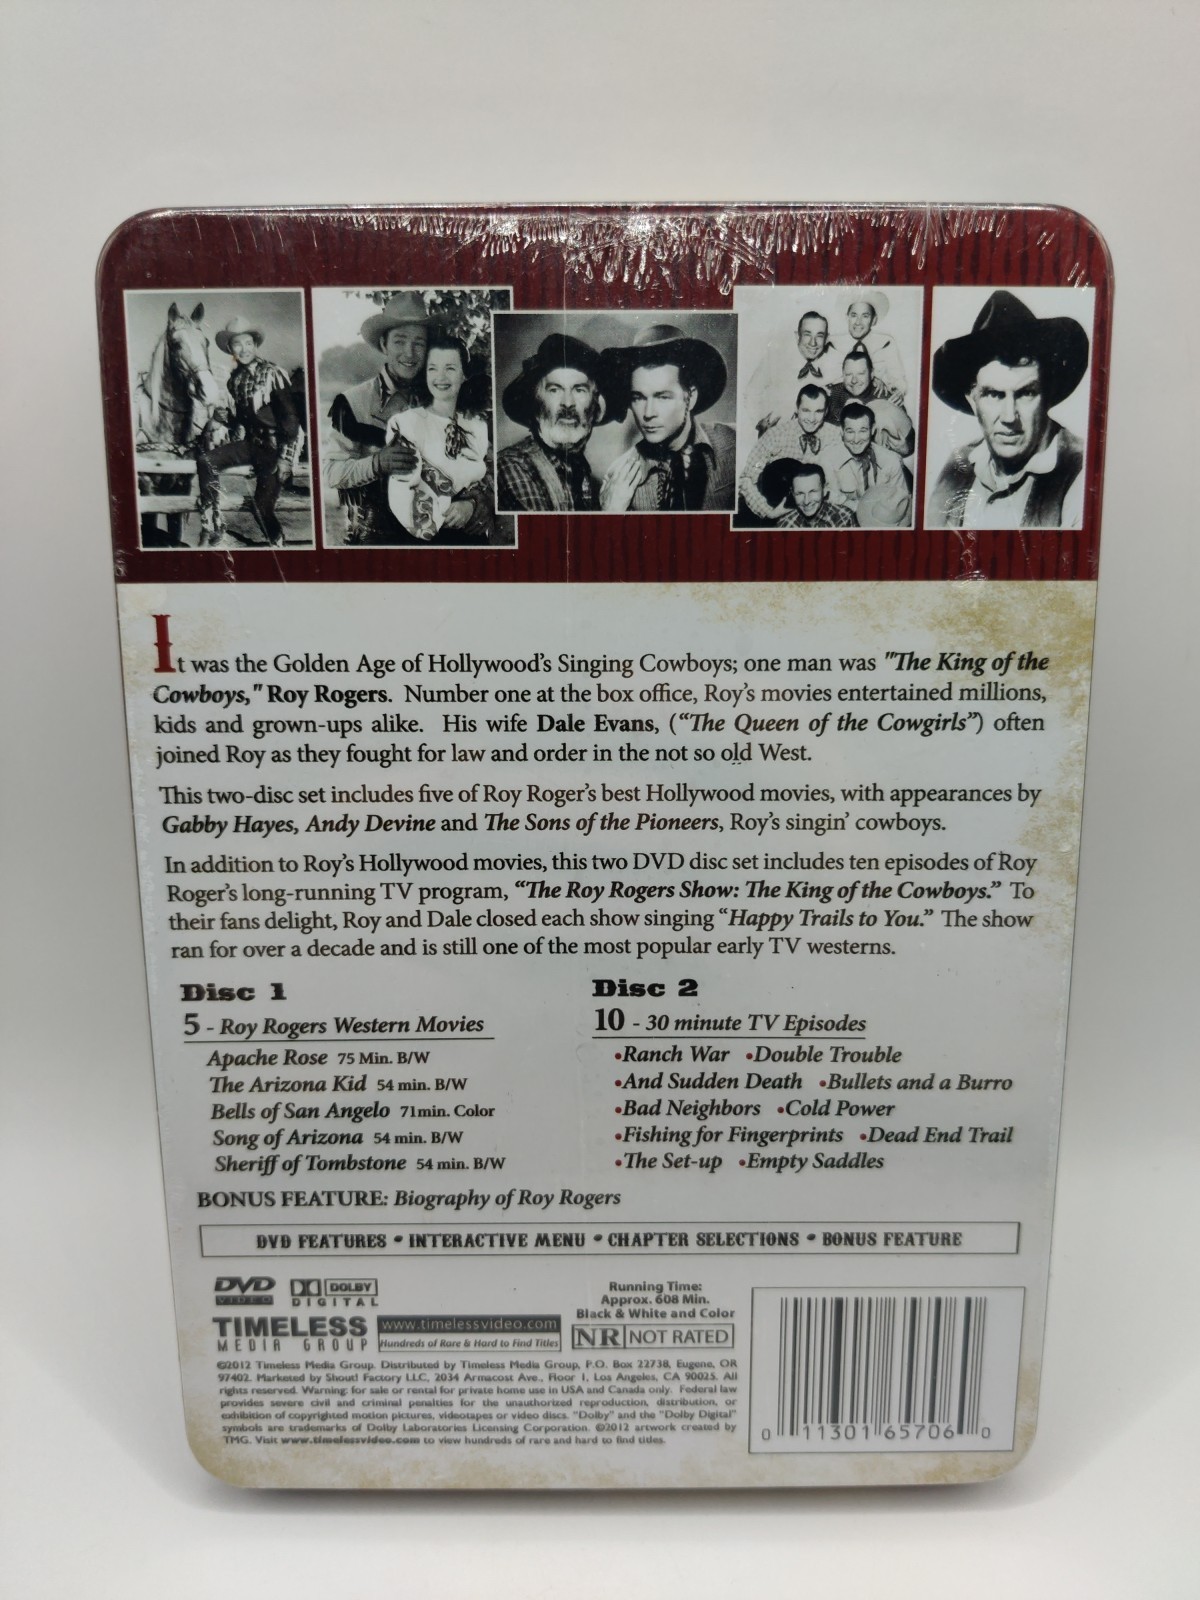 It was the Golden Age of Hollywood's Singing Cowboys; one man was "The King of the
Cowboys," Roy Rogers. Number one at the box office, Roy's movies entertained millions,
kids and grown-ups alike. His wife Dale Evans, ("The Queen of the Cowgirls") often
joined Roy as they fought for law and order in the not so old West.
This two-disc set includes five of Roy Roger's best Hollywood movies, with appearances by
Gabby Hayes, Andy Devine and The Sons of the Pioneers, Roy's singin' cowboys.
In addition to Roy's Hollywood movies, this two DVD disc set includes ten episodes of Roy
Roger's long-running TV program, "The Roy Rogers Show: The King of the Cowboys." To
their fans delight, Roy and Dale closed each show singing "Happy Trails to You." The show
ran for over a decade and is still one of the most popular early TV westerns.
Disc 1
5 - Roy Rogers Western Movies
Apache Rose 75 Min. B/W
The Arizona Kid 54 min. B/W
Bells of San Angelo 71min. Color
Song of Arizona 54 min. B/W
Sheriff of Tombstone 54 min. B/W
Disc 2
10 - 30 minute TV Episodes
•Ranch War •Double Trouble
•And Sudden Death •Bullets and a Burro
•Bad Neighbors •Cold Power
•Fishing for Fingerprints •Dead End Trail
•The Set-up •Empty Saddles
BONUS FEATURE: Biography of Roy Rogers
DVD FEATURES • INTERACTIVE MENU • CHAPTER SELECTIONS • BONUS FEATURE
DVD
VIDEO
DOLBY
DIGITAL
TIMELESS
MEDIA GROUP
www.timelessvideo.com
Hundreds of Rare & Hard to Find Titles
Running Time:
Approx. 608 Min.
Black & White and Color
NR NOT RATED
©2012 Timeless Media Group. Distributed by Timeless Media Group, P.O. Box 22738, Eugene, OR
97402. Marketed by Shout! Factory LLC, 2034 Armacost Ave., Floor 1, Los Angeles, CA 90025. All
rights reserved. Warning: for sale or rental for private home use in USA and Canada only. Federal law
provides severe civil and criminal penalties for the unauthorized reproduction, distribution, or
exhibition of copyrighted motion pictures, videotapes or video discs. "Dolby" and the "Dolby Digital"
symbols are trademarks of Dolby Laboratories Licensing Corporation. ©2012 artwork created by
TMG. Visit www.timelessvideo.com to view hundreds of rare and hard to find titles.
0 11301 65706 0